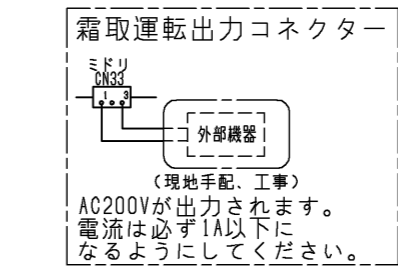 霜取運転出力コネクター
ミドリ
CN33
1 3
外部機器
(現地手配、工事)
AC200Vが出力されます。
電流は必ず1A以下に
なるようにしてください。